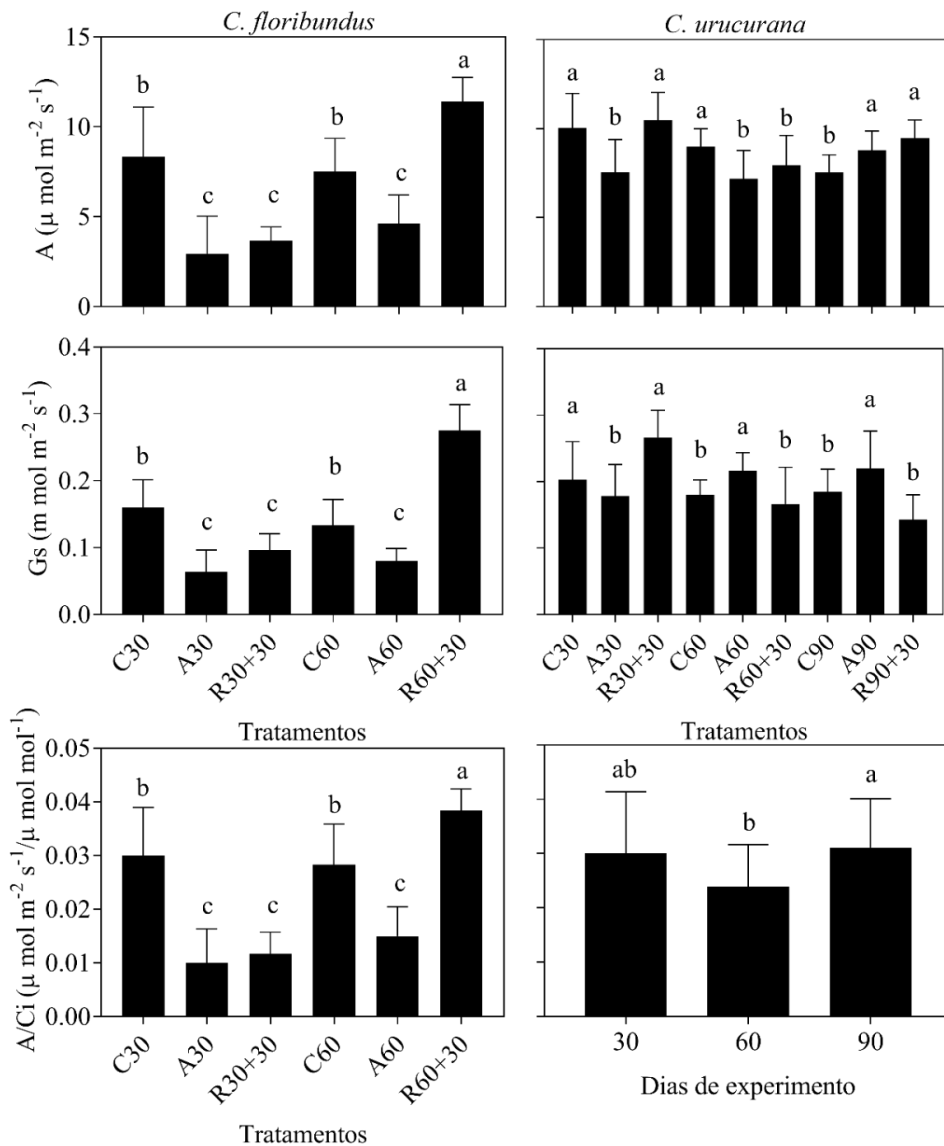 C. floribundus
C. urucurana
A (µ mol m-2 s-1)
15
10
5
0
b
c
c
b
c
a
a
b
a
a
b
b
b
a
a
Gs (m mol m-2 s-1)
0.4
0.3
0.2
0.1
0.0
b
c
c
b
c
a
a
b
a
b
a
b
b
a
b
C30
A30
R30+30
C60
A60
R60+30
C30
A30
R30+30
C60
A60
R60+30
C90
A90
R90+30
Tratamentos
Tratamentos
A/Ci (µ mol m-2 s-1/µ mol mol-1)
0.05
0.04
0.03
0.02
0.01
0.00
b
c
c
b
c
a
ab
b
a
C30
A30
R30+30
C60
A60
R60+30
30
60
90
Dias de experimento
Tratamentos